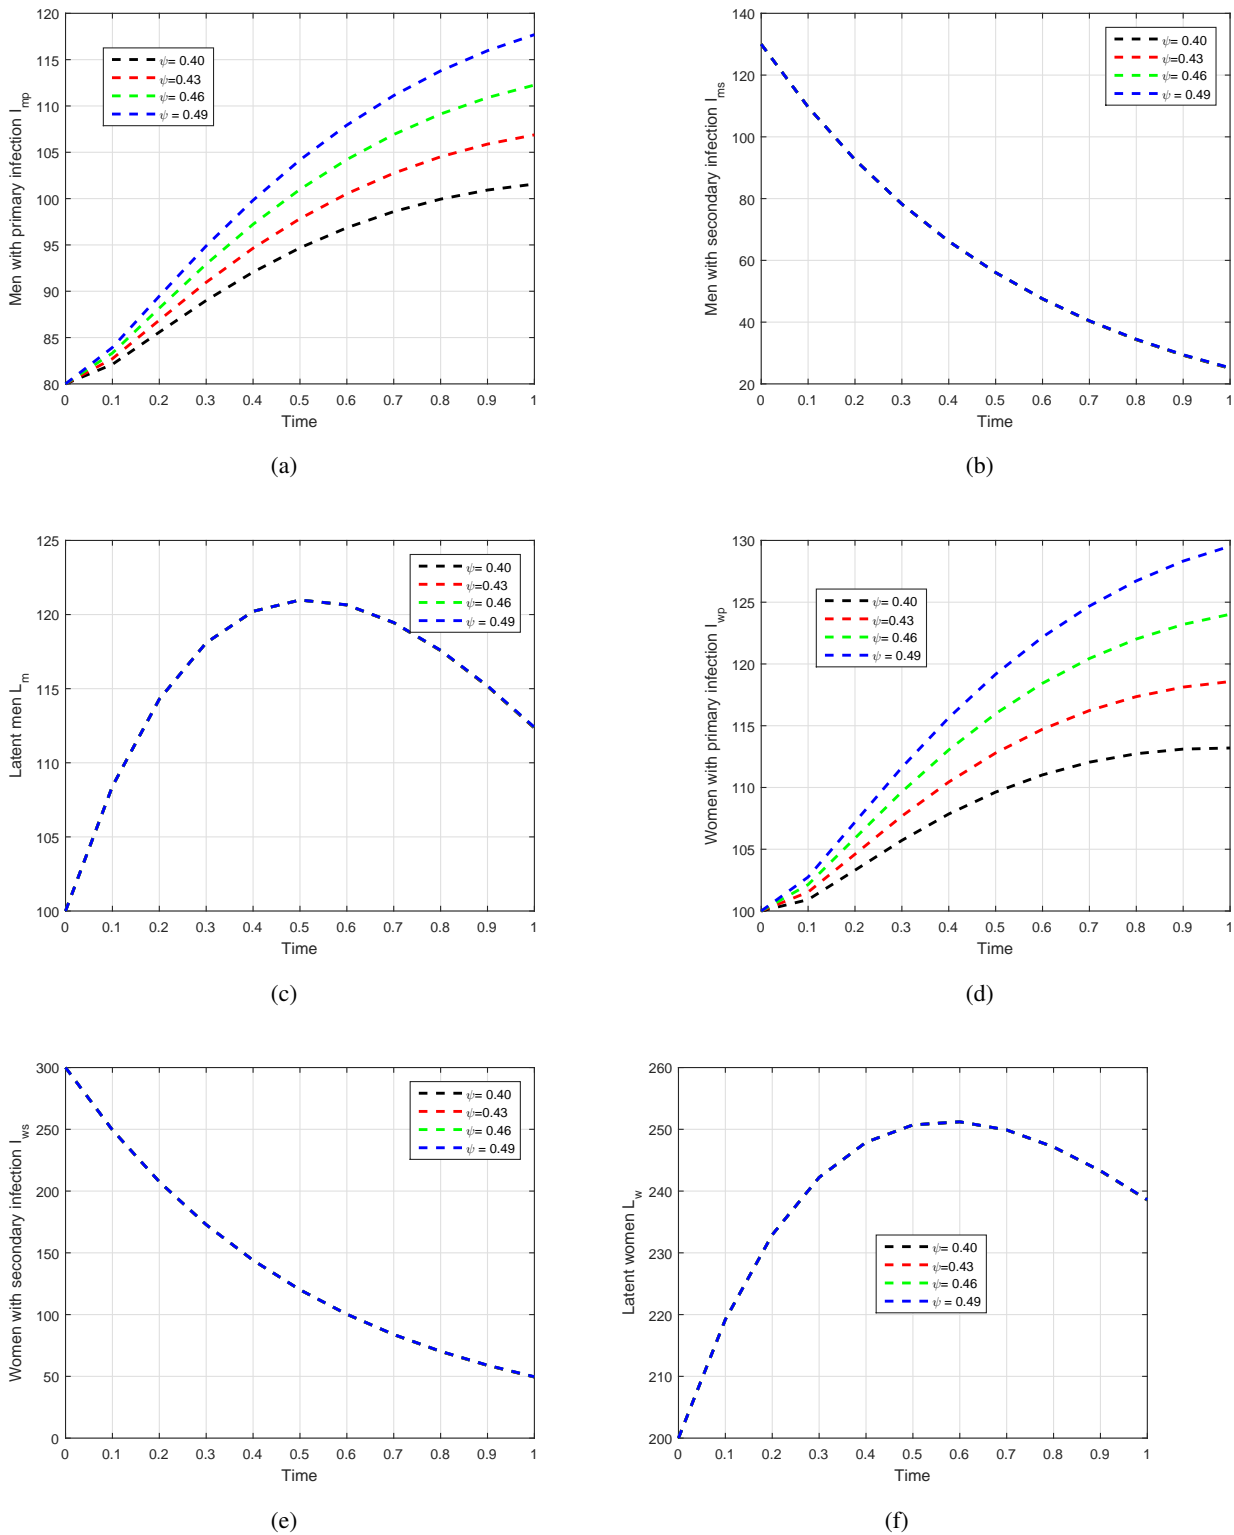 120
115
110
105
100
95
90
85
80
Men with primary infection I_mp
ψ= 0.40
ψ=0.43
ψ= 0.46
ψ = 0.49
0 0.1 0.2 0.3 0.4 0.5 0.6 0.7 0.8 0.9 1
Time
(a)
140
120
100
80
60
40
20
Men with secondary infection I_ms
ψ= 0.40
ψ=0.43
ψ= 0.46
ψ = 0.49
0 0.1 0.2 0.3 0.4 0.5 0.6 0.7 0.8 0.9 1
Time
(b)
125
120
115
110
105
100
Latent men L_m
ψ= 0.40
ψ=0.43
ψ= 0.46
ψ = 0.49
0 0.1 0.2 0.3 0.4 0.5 0.6 0.7 0.8 0.9 1
Time
(c)
130
125
120
115
110
105
100
Women with primary infection I_wp
ψ= 0.40
ψ=0.43
ψ= 0.46
ψ = 0.49
0 0.1 0.2 0.3 0.4 0.5 0.6 0.7 0.8 0.9 1
Time
(d)
300
250
200
150
100
50
0
Women with secondary infection I_ws
ψ= 0.40
ψ=0.43
ψ= 0.46
ψ = 0.49
0 0.1 0.2 0.3 0.4 0.5 0.6 0.7 0.8 0.9 1
Time
(e)
260
250
240
230
220
210
200
Latent women L_w
ψ= 0.40
ψ=0.43
ψ= 0.46
ψ = 0.49
0 0.1 0.2 0.3 0.4 0.5 0.6 0.7 0.8 0.9 1
Time
(f)